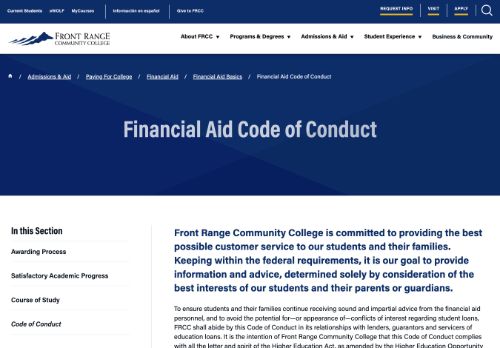 Current Students eWOLF MyCourses Información en español Give to FRCC REQUEST INFO VISIT APPLY
FRONT RANGE
COMMUNITY COLLEGE
About FRCC Programs & Degrees Admissions & Aid Student Experience Business & Community
/ Admissions & Aid / Paying For College / Financial Aid / Financial Aid Basics / Financial Aid Code of Conduct
Financial Aid Code of Conduct
In this Section
Awarding Process
Satisfactory Academic Progress
Course of Study
Code of Conduct
Front Range Community College is committed to providing the best
possible customer service to our students and their families.
Keeping within the federal requirements, it is our goal to provide
information and advice, determined solely by consideration of the
best interests of our students and their parents or guardians.
To ensure students and their families continue receiving sound and impartial advice from the financial aid
personnel, and to avoid the potential for—or appearance of—conflicts of interest regarding student loans,
FRCC shall abide by this Code of Conduct in its relationships with lenders, guarantors and servicers of
education loans. It is the intention of Front Range Community College that this Code of Conduct complies
with all the letter and spirit of the Higher Education Act, as amended by the Higher Education Opportunity